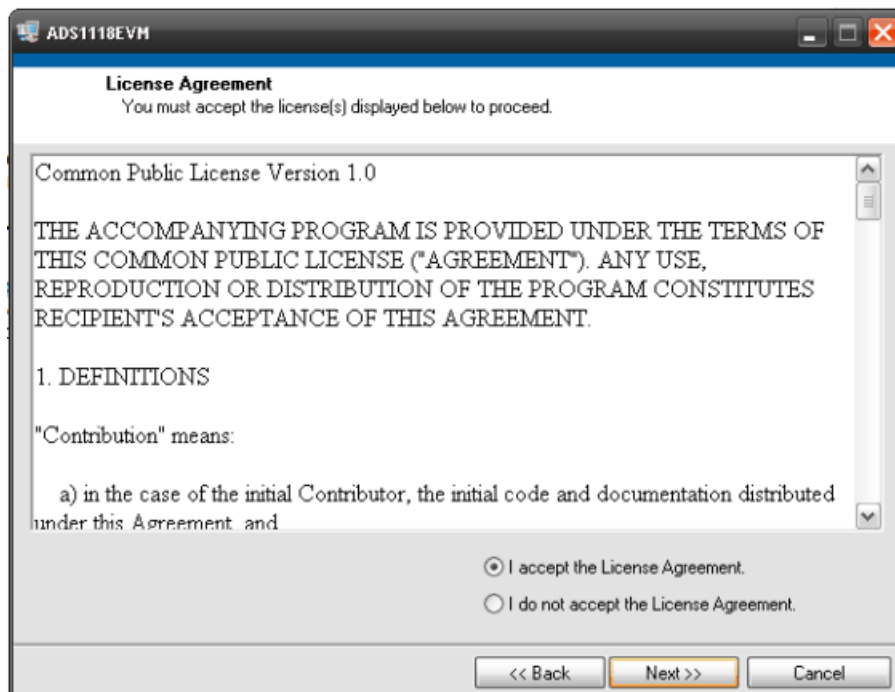 ADS1118EVM
License Agreement
You must accept the license(s) displayed below to proceed.
Common Public License Version 1.0
THE ACCOMPANYING PROGRAM IS PROVIDED UNDER THE TERMS OF
THIS COMMON PUBLIC LICENSE ("AGREEMENT"). ANY USE,
REPRODUCTION OR DISTRIBUTION OF THE PROGRAM CONSTITUTES
RECIPIENT'S ACCEPTANCE OF THIS AGREEMENT.
1. DEFINITIONS
"Contribution" means:
a) in the case of the initial Contributor, the initial code and documentation distributed
under this Agreement, and
I accept the License Agreement.
I do not accept the License Agreement.
<< Back
Next >>
Cancel